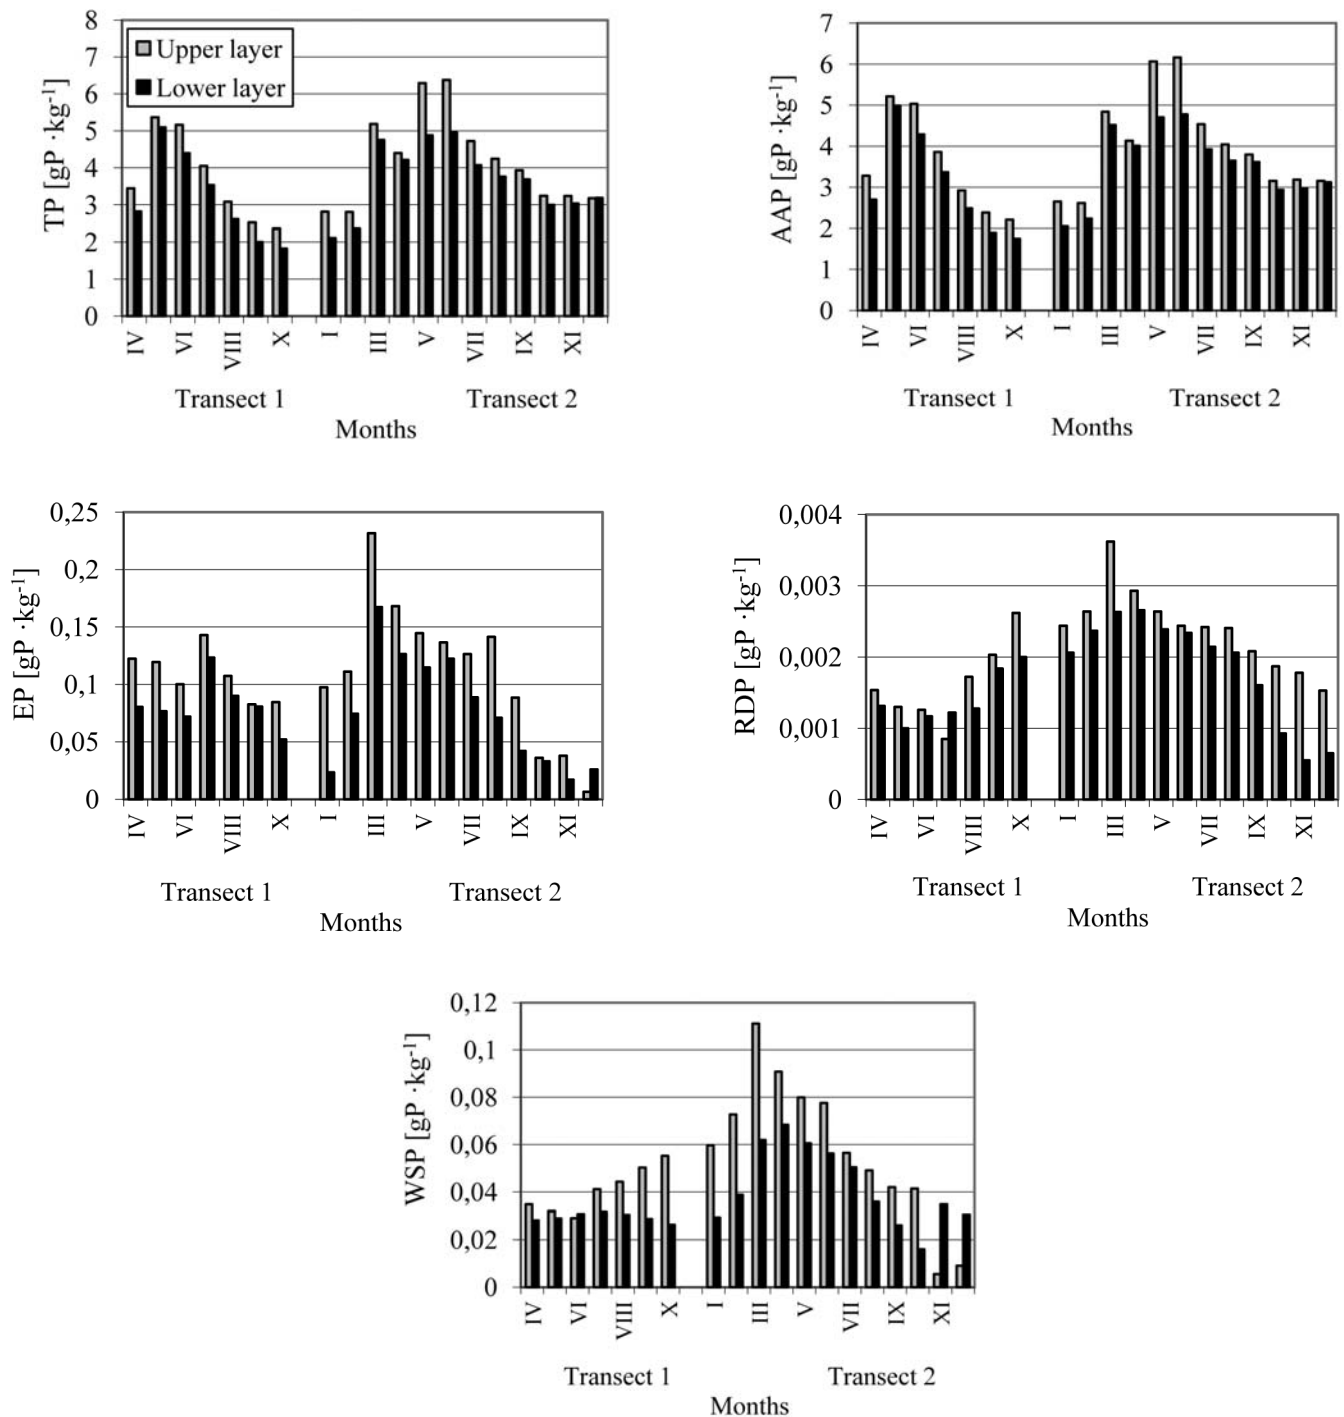 8
7
6
5
4
3
2
1
0
TP [gP ·kg-1]
Upper layer
Lower layer
IV VI VIII X I III V VII IX XI
Transect 1 Transect 2
Months
7
6
5
4
3
2
1
0
AAP [gP ·kg-1]
IV VI VIII X I III V VII IX XI
Transect 1 Transect 2
Months
0,25
0,2
0,15
0,1
0,05
0
EP [gP ·kg-1]
IV VI VIII X I III V VII IX XI
Transect 1 Transect 2
Months
0,004
0,003
0,002
0,001
0
RDP [gP ·kg-1]
IV VI VIII X I III V VII IX XI
Transect 1 Transect 2
Months
0,12
0,1
0,08
0,06
0,04
0,02
0
WSP [gP ·kg-1]
IV VI VIII X I III V VII IX XI
Transect 1 Transect 2
Months